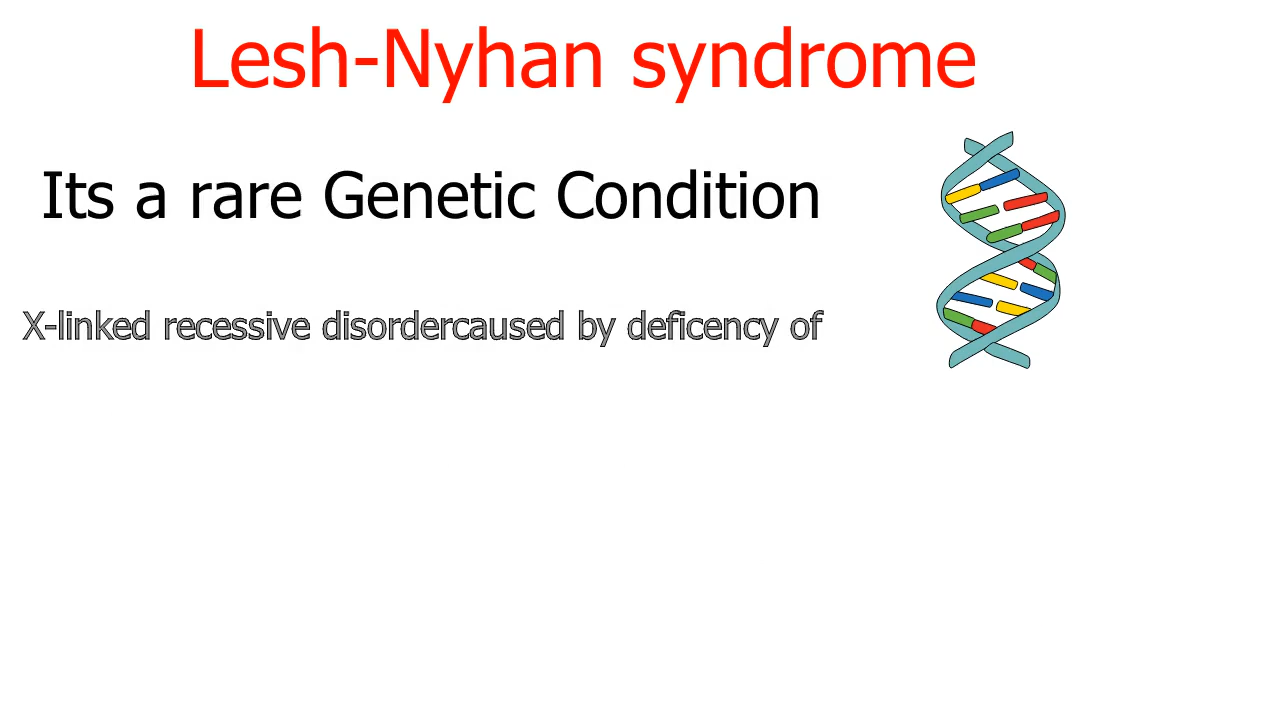 Lesh-Nyhan syndrome
Its a rare Genetic Condition
X-linked recessive disordercaused by deficency of